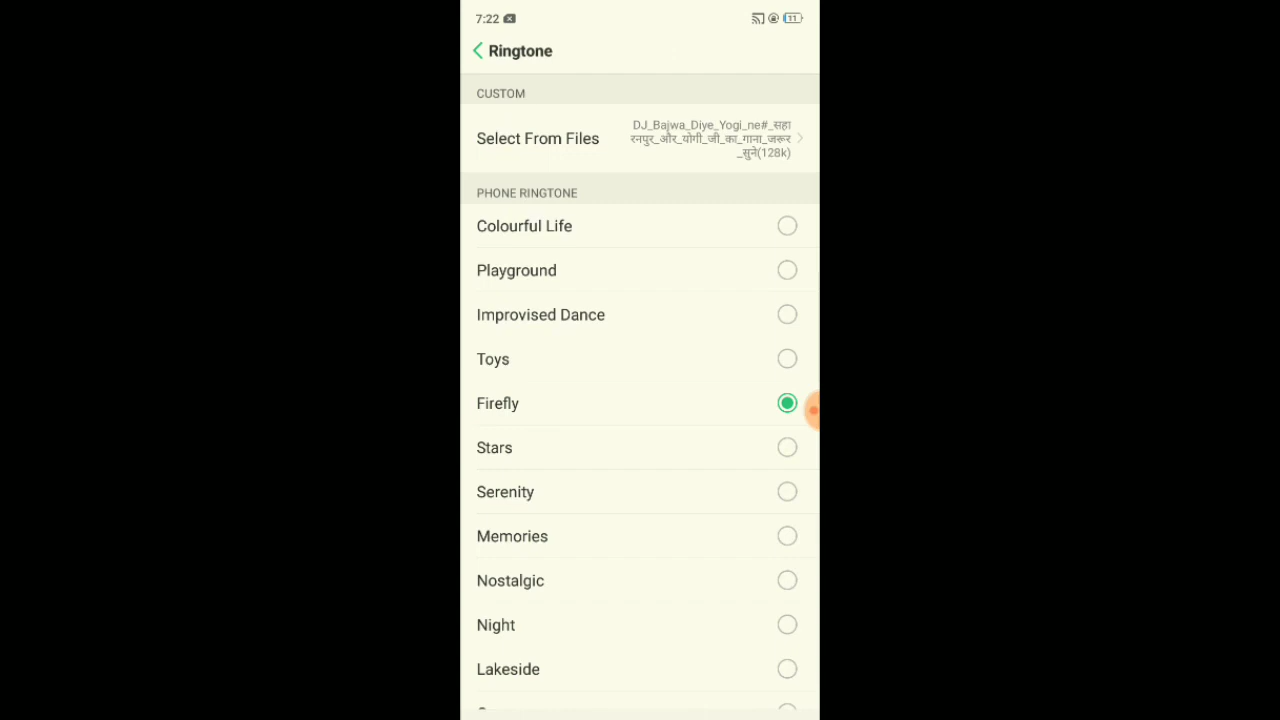 7:22
11
Ringtone
CUSTOM
Select From Files
DJ_Bajwa_Diye_Yogi_ne#_सहा
रनपुर_और_योगी_जी_का_गाना_जरूर
_सुने(128k)
PHONE RINGTONE
Colourful Life
Playground
Improvised Dance
Toys
Firefly
Stars
Serenity
Memories
Nostalgic
Night
Lakeside